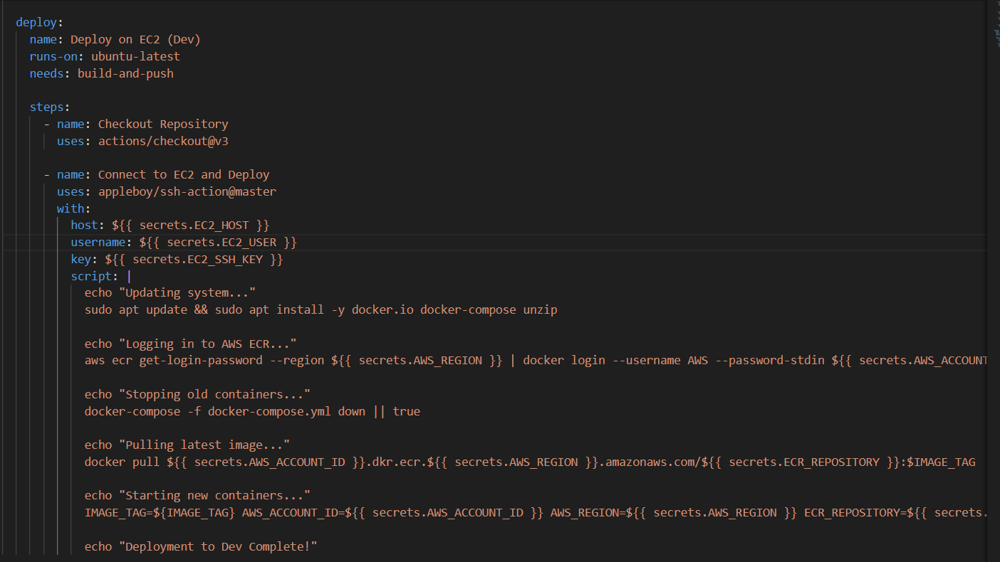 deploy:
name: Deploy on EC2 (Dev)
runs-on: ubuntu-latest
needs: build-and-push
steps:
- name: Checkout Repository
uses: actions/checkout@v3
- name: Connect to EC2 and Deploy
uses: appleboy/ssh-action@master
with:
host: ${{ secrets.EC2_HOST }}
username: ${{ secrets.EC2_USER }}
key: ${{ secrets.EC2_SSH_KEY }}
script: |
echo "Updating system..."
sudo apt update && sudo apt install -y docker.io docker-compose unzip
echo "Logging in to AWS ECR..."
aws ecr get-login-password --region ${{ secrets.AWS_REGION }} | docker login --username AWS --password-stdin ${{ secrets.AWS_ACCOUNT
echo "Stopping old containers..."
docker-compose -f docker-compose.yml down || true
echo "Pulling latest image..."
docker pull ${{ secrets.AWS_ACCOUNT_ID }}.dkr.ecr.${{ secrets.AWS_REGION }}.amazonaws.com/${{ secrets.ECR_REPOSITORY }}:$IMAGE_TAG
echo "Starting new containers..."
IMAGE_TAG=${IMAGE_TAG} AWS_ACCOUNT_ID=${{ secrets.AWS_ACCOUNT_ID }} AWS_REGION=${{ secrets.AWS_REGION }} ECR_REPOSITORY=${{ secrets.
echo "Deployment to Dev Complete!"